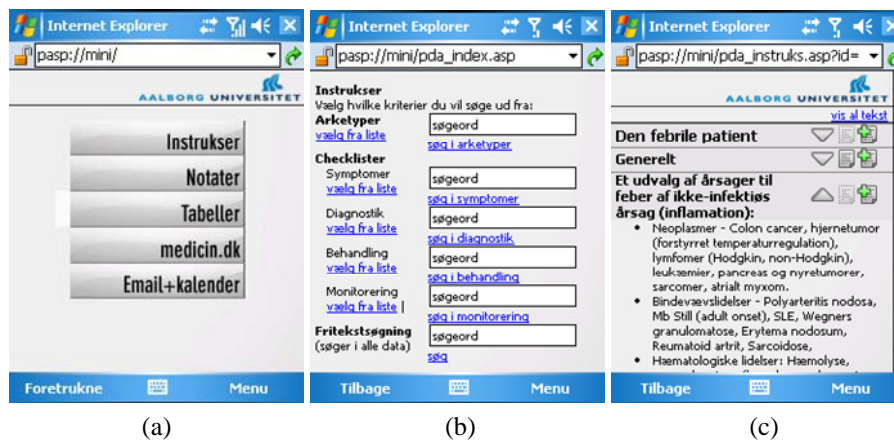 Internet Explorer
pasp://mini/
AALBORG UNIVERSITET
Instrukser
Notater
Tabeller
medicin.dk
Email+kalender
Foretrukne
Menu
(a)
Internet Explorer
pasp://mini/pda_index.asp
Instrukser
Vælg hvilke kriterier du vil søge ud fra:
Arketyper
søgeord
vælg fra liste
søg i arketyper
Checklister
Symptomer
søgeord
vælg fra liste
søg i symptomer
Diagnostik
søgeord
vælg fra liste
søg i diagnostik
Behandling
søgeord
vælg fra liste
søg i behandling
Monitorering
søgeord
vælg fra liste |
søg i monitorering
Fritekstsøgning
søgeord
(søger i alle data)
søg
Tilbage
Menu
(b)
Internet Explorer
pasp://mini/pda_instruks.asp?id=
AALBORG UNIVERSITET
vis al tekst
Den febrile patient
Generelt
Et udvalg af årsager til
feber af ikke-infektiøs
årsag (inflamation):
• Neoplasmer - Colon cancer, hjernetumor
(forstyrret temperaturregulation),
lymfomer (Hodgkin, non-Hodgkin),
leukæmier, pancreas og nyretumorer,
sarcomer, atrialt myxom.
• Bindevævslidelser - Polyarteritis nodosa,
Mb Still (adult onset), SLE, Wegners
granulomatose, Erytema nodosum,
Reumatoid artrit, Sarcoidose,
• Hæmatologiske lidelser: Hæmolyse,
Tilbage
Menu
(c)